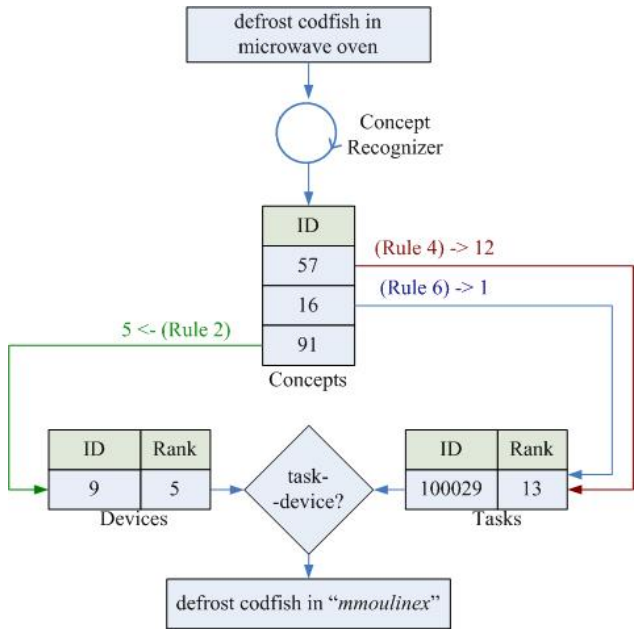 defrost codfish in
microwave oven
Concept
Recognizer
ID
57
16
91
Concepts
(Rule 4) -> 12
(Rule 6) -> 1
5 <- (Rule 2)
ID Rank
9 5
Devices
task-
-device?
ID Rank
100029 13
Tasks
defrost codfish in “mmoulinex”